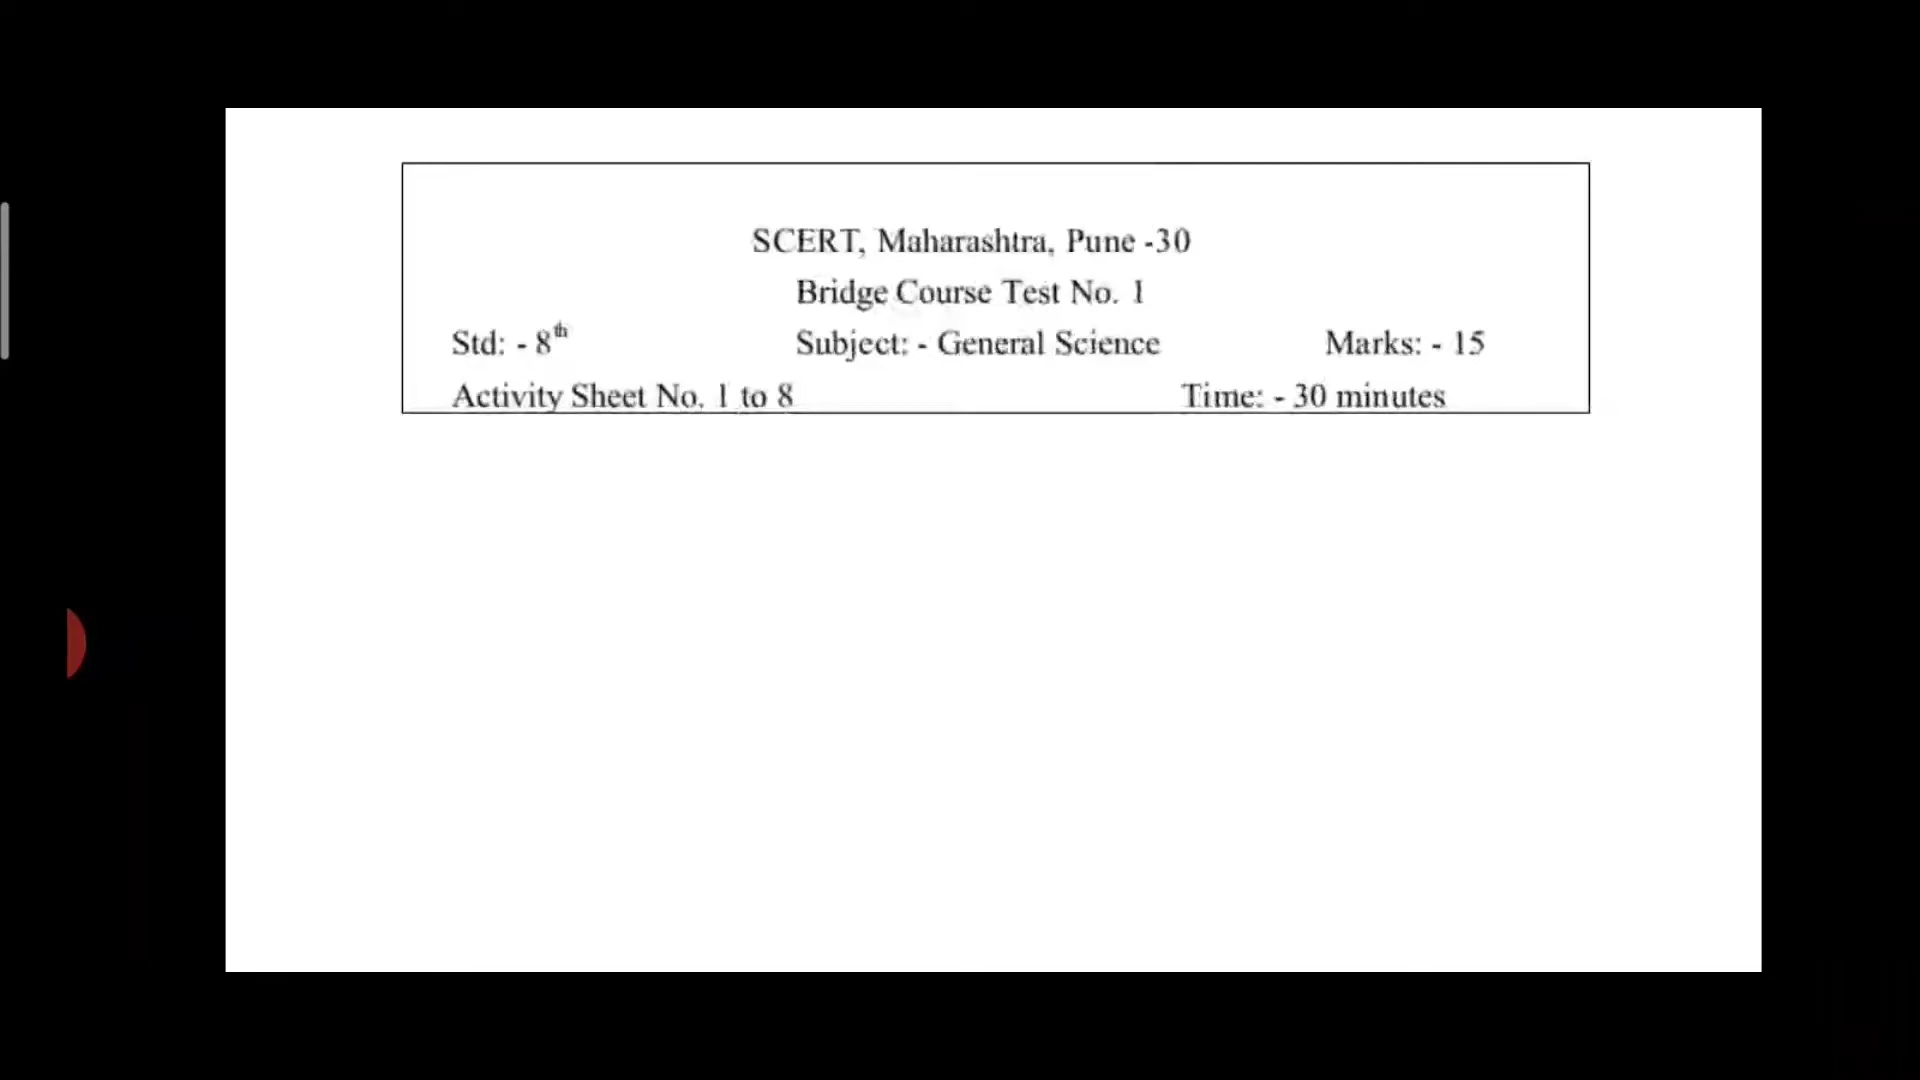 SCERT, Maharashtra, Pune -30
Bridge Course Test No. 1
Std: - 8th Subject: - General Science Marks: - 15
Activity Sheet No. 1 to 8 Time: - 30 minutes